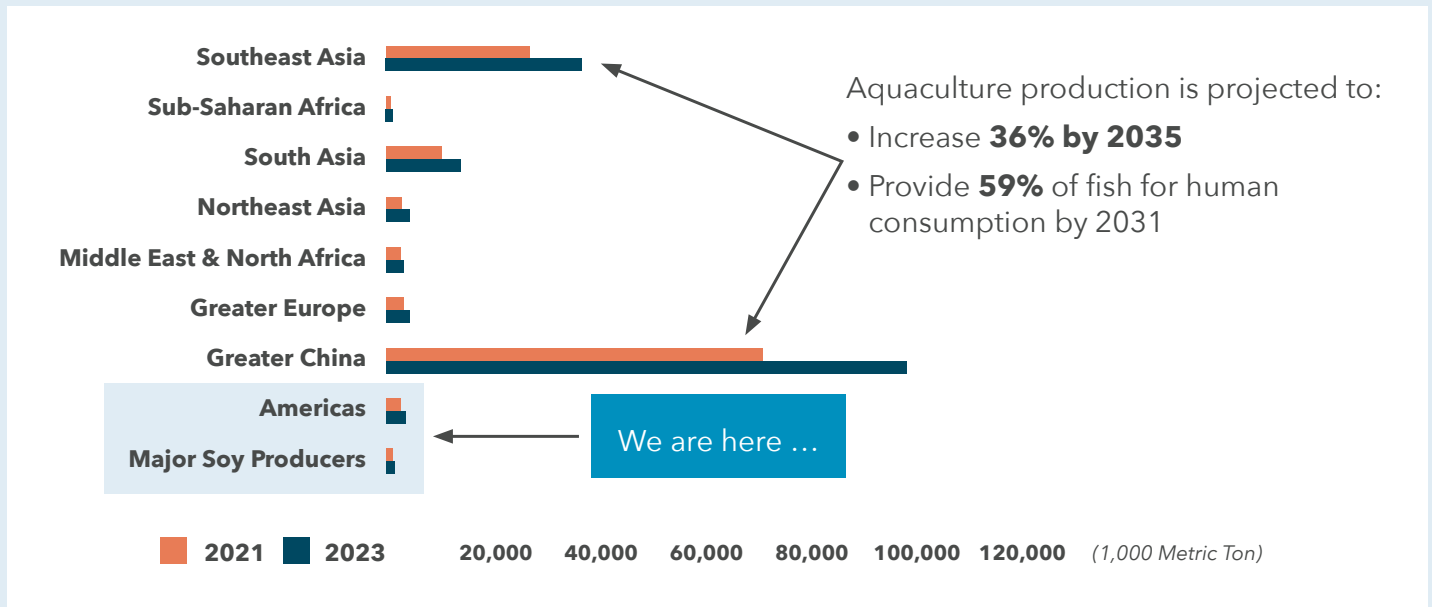 Southeast Asia
Sub-Saharan Africa
South Asia
Northeast Asia
Middle East & North Africa
Greater Europe
Greater China
Americas
Major Soy Producers
Aquaculture production is projected to:
• Increase 36% by 2035
• Provide 59% of fish for human
consumption by 2031
We are here …
2021 2023 20,000 40,000 60,000 80,000 100,000 120,000 (1,000 Metric Ton)